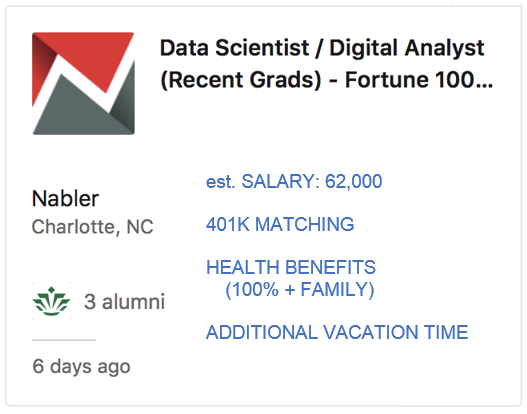 Data Scientist / Digital Analyst
(Recent Grads) - Fortune 100...
Nabler
Charlotte, NC
est. SALARY: 62,000
401K MATCHING
HEALTH BENEFITS
(100% + FAMILY)
ADDITIONAL VACATION TIME
3 alumni
6 days ago